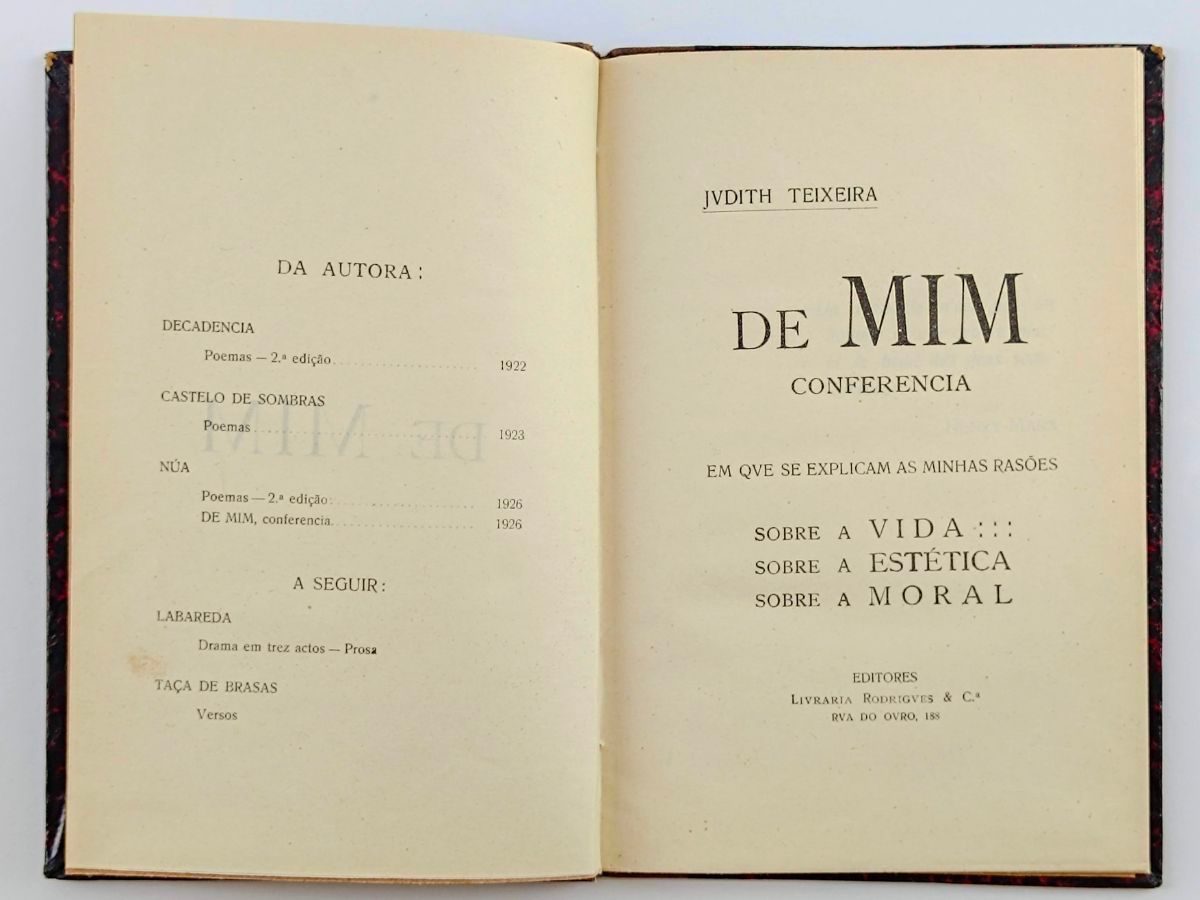 DA AUTORA:
DECADENCIA
Poemas — 2.ª edição. . . . . . . . . . . . . . . . . . . 1922
CASTELO DE SOMBRAS
Poemas. . . . . . . . . . . . . . . . . . . . . . . . . . . . . 1923
NÚA
Poemas — 2.ª edição. . . . . . . . . . . . . . . . . . . 1926
DE MIM, conferencia. . . . . . . . . . . . . . . . . . . 1926
A SEGUIR:
LABAREDA
Drama em trez actos — Prosa
TAÇA DE BRASAS
Versos
JVDITH TEIXEIRA
DE MIM
CONFERENCIA
EM QVE SE EXPLICAM AS MINHAS RASÕES
SOBRE A VIDA : : :
SOBRE A ESTÉTICA
SOBRE A MORAL
EDITORES
LIVRARIA RODRIGVES & C.ª
RVA DO OVRO, 188